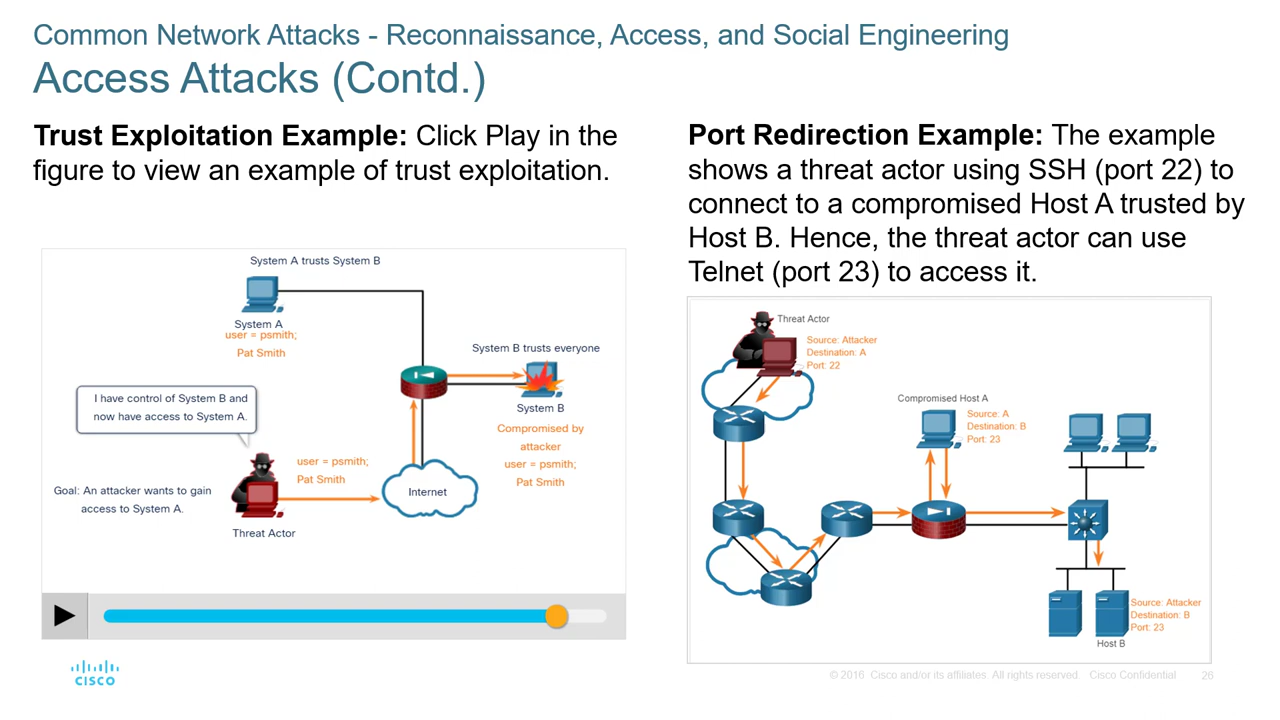 Common Network Attacks - Reconnaissance, Access, and Social Engineering
Access Attacks (Contd.)
Trust Exploitation Example: Click Play in the
figure to view an example of trust exploitation.
System A trusts System B
System A
user = psmith;
Pat Smith
System B trusts everyone
System B
Compromised by
attacker
user = psmith;
Pat Smith
I have control of System B and
now have access to System A.
user = psmith;
Pat Smith
Internet
Goal: An attacker wants to gain
access to System A.
Threat Actor
Port Redirection Example: The example
shows a threat actor using SSH (port 22) to
connect to a compromised Host A trusted by
Host B. Hence, the threat actor can use
Telnet (port 23) to access it.
Threat Actor
Source: Attacker
Destination: A
Port: 22
Compromised Host A
Source: A
Destination: B
Port: 23
Source: Attacker
Destination: B
Port: 23
Host B
CISCO
© 2016 Cisco and/or its affiliates. All rights reserved. Cisco Confidential
26